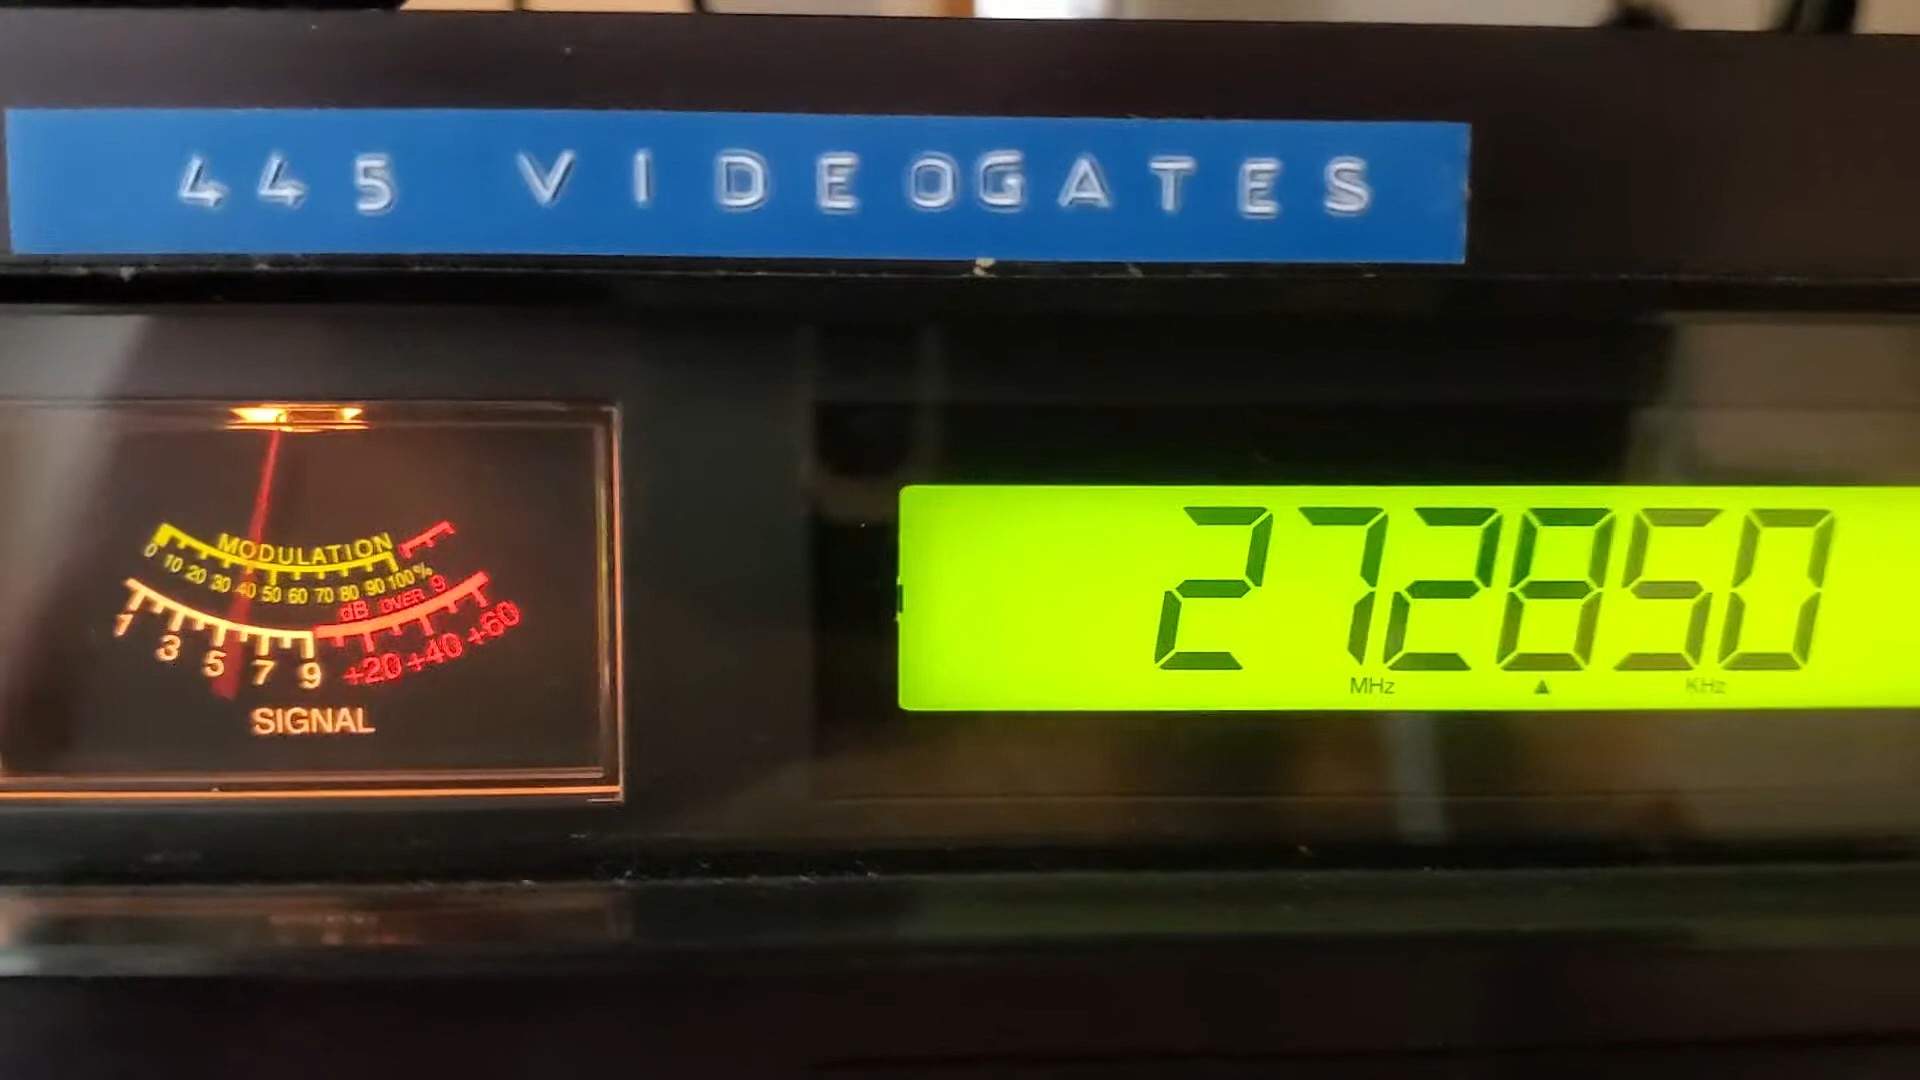 445 VIDEOGATES
MODULATION
0 10 20 30 40 50 60 70 80 90 100%
dB OVER 9
1 3 5 7 9 +20 +40 +60
SIGNAL
272850
MHz ▲ KHz